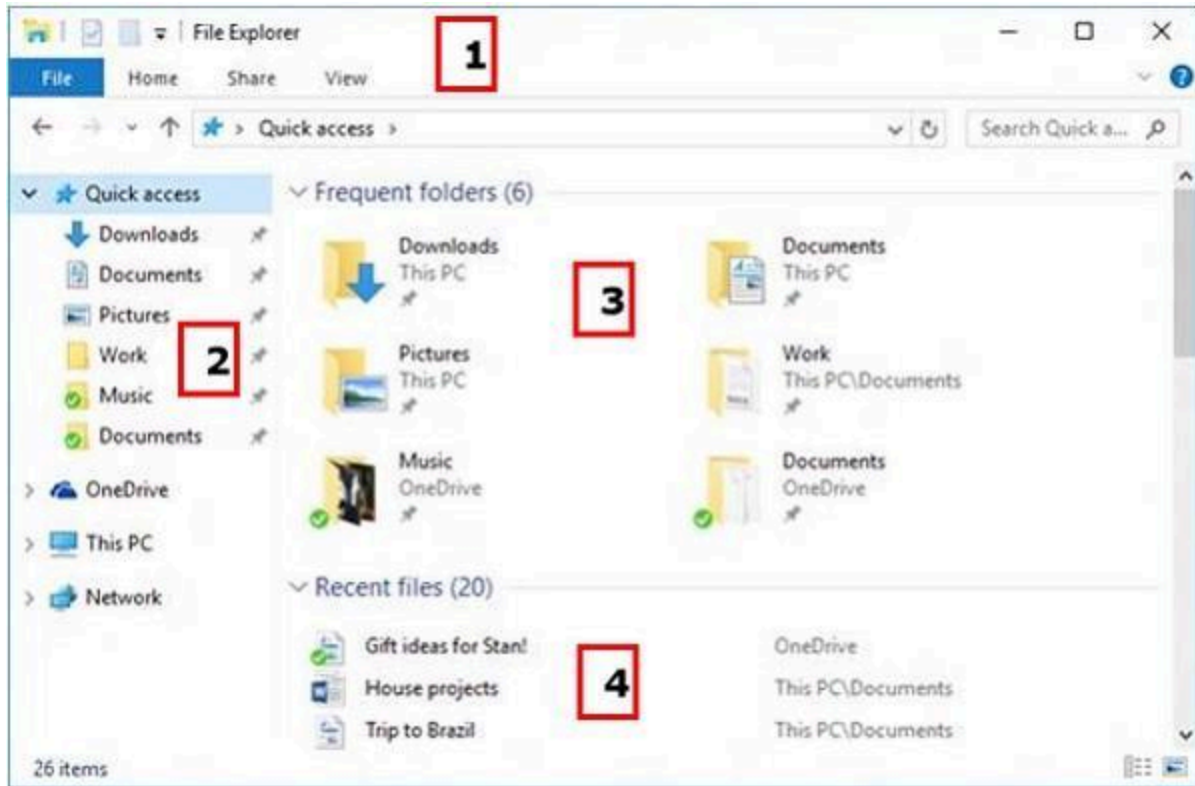 File Explorer
1
File Home Share View
Quick access
Search Quick a...
Quick access
Downloads
Documents
Pictures
Work
2
Music
Documents
OneDrive
This PC
Network
Frequent folders (6)
Downloads
This PC
Documents
This PC
3
Pictures
This PC
Work
This PC\Documents
Music
OneDrive
Documents
OneDrive
Recent files (20)
Gift ideas for Stan! OneDrive
House projects This PC\Documents
4
Trip to Brazil This PC\Documents
26 items